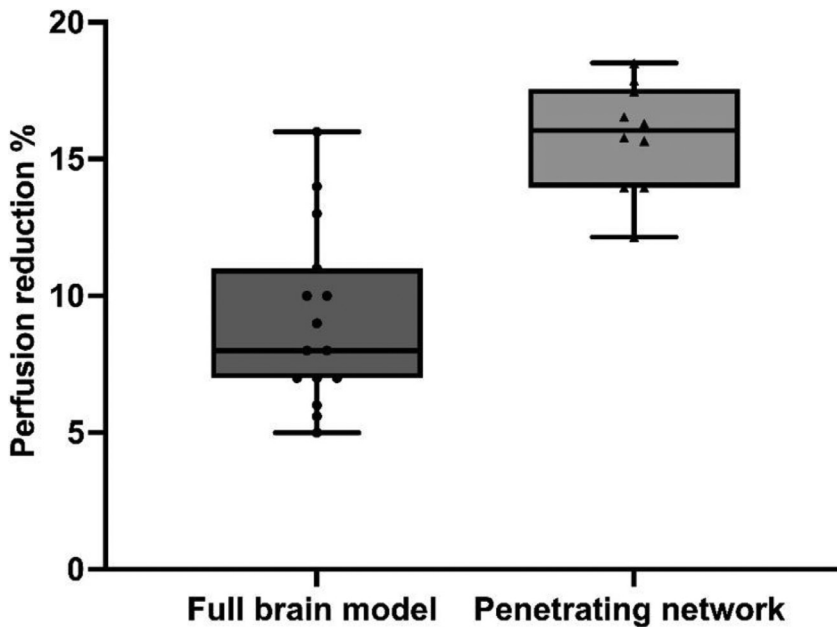 Perfusion reduction %
20
15
10
5
0
Full brain model
Penetrating network